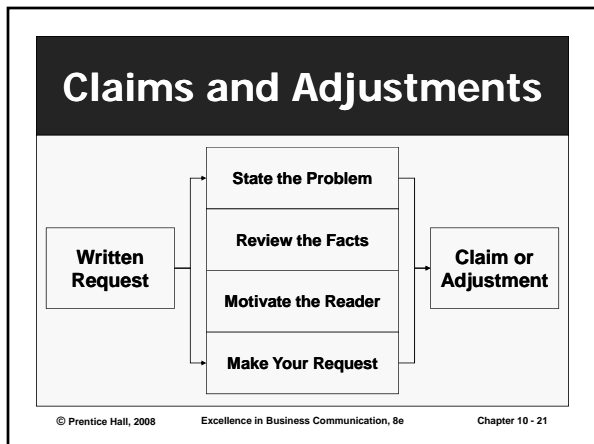 Claims and Adjustments
State the Problem
Review the Facts
Written
Request
Claim or
Adjustment
Motivate the Reader
Make Your Request
© Prentice Hall, 2008
Excellence in Business Communication, 8e
Chapter 10 - 21